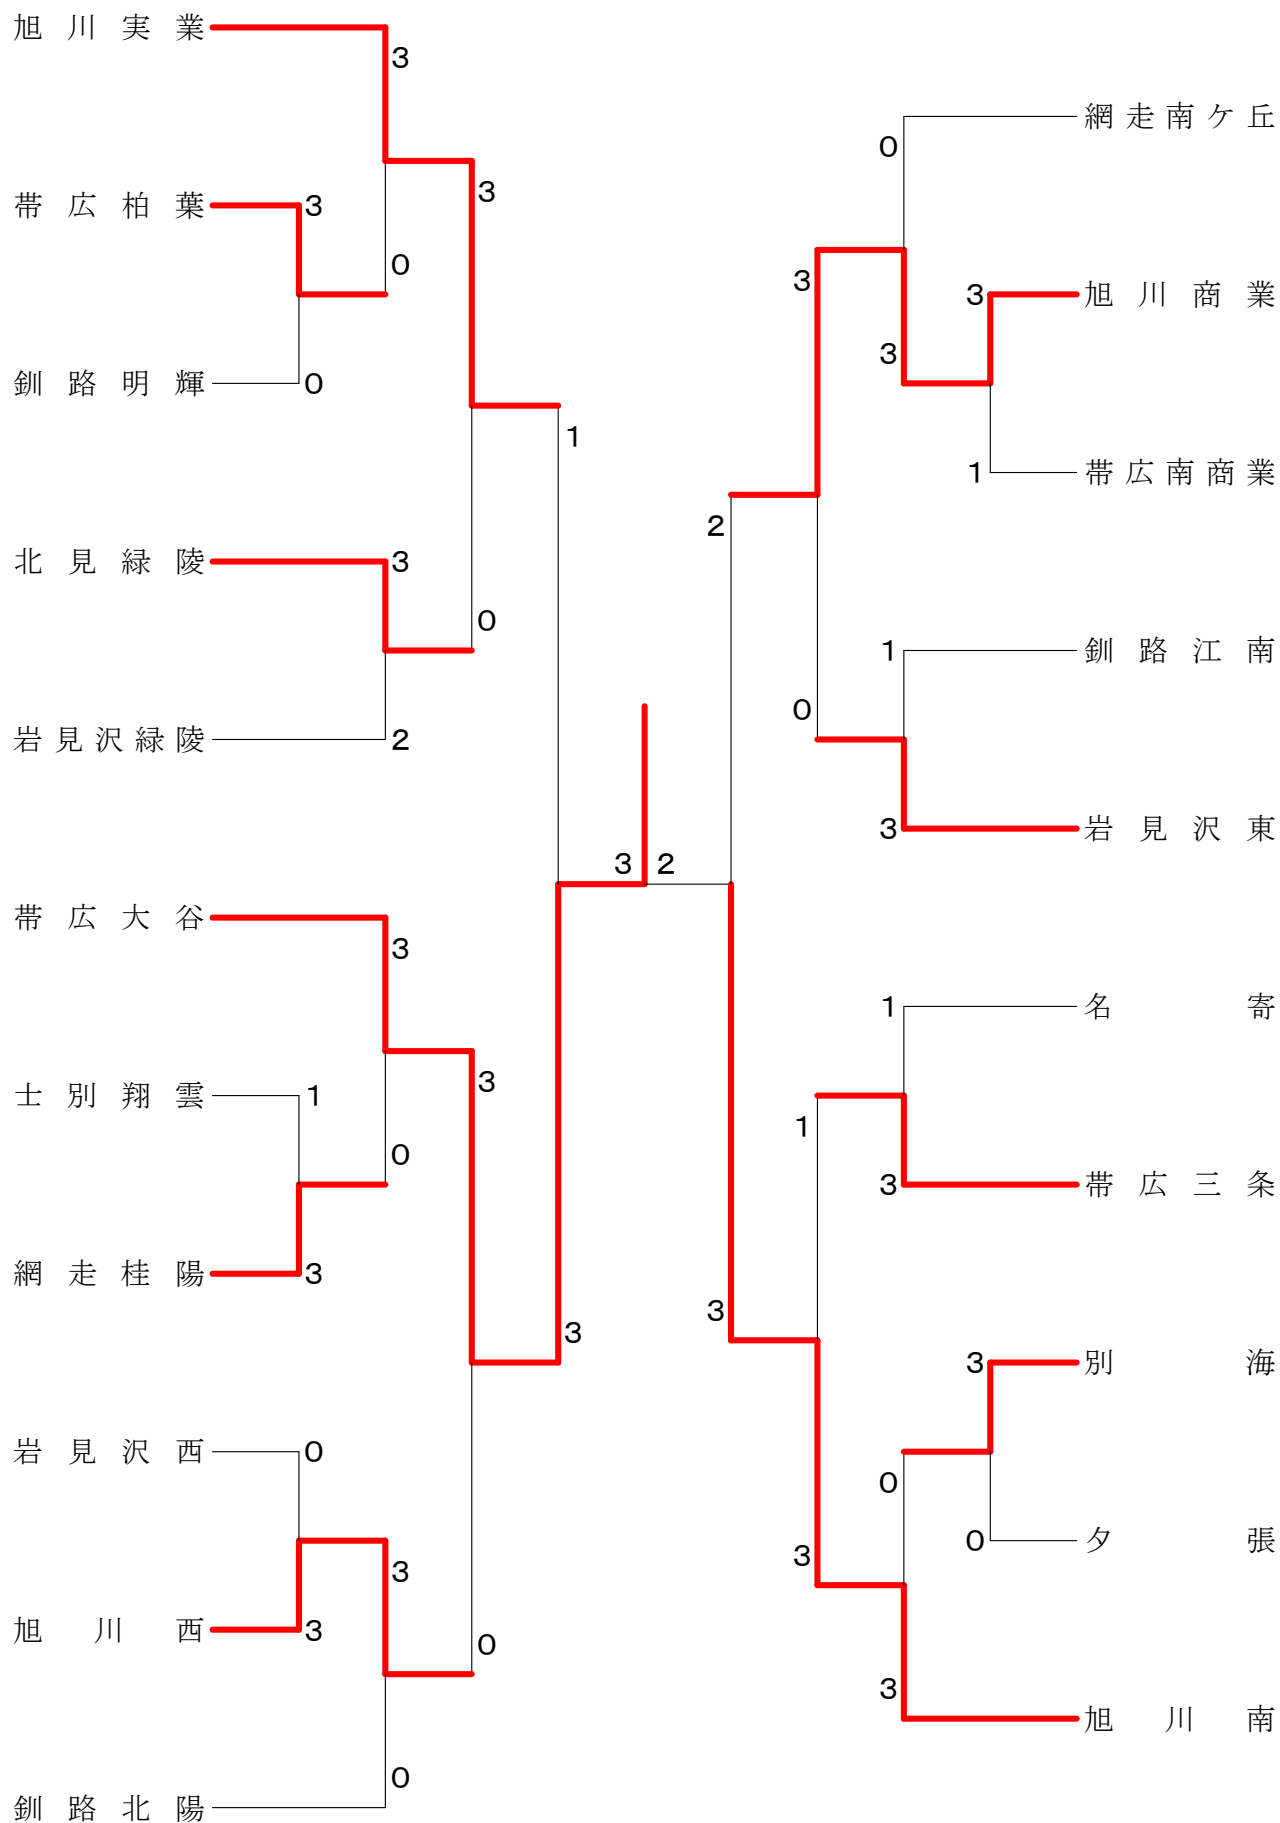 旭川実業
3
帯広柏葉
3
3
0
釧路明輝
0
1
北見緑陵
3
0
岩見沢緑陵
2
帯広大谷
3
士別翔雲
1
3
0
網走桂陽
3
3
岩見沢西
0
3
旭川西
3
0
釧路北陽
0
3 2
網走南ケ丘
0
3
旭川商業
3
3
帯広南商業
1
2
釧路江南
1
0
岩見沢東
3
名寄
1
1
帯広三条
3
3
別海
3
0
夕張
0
3
旭川南
3